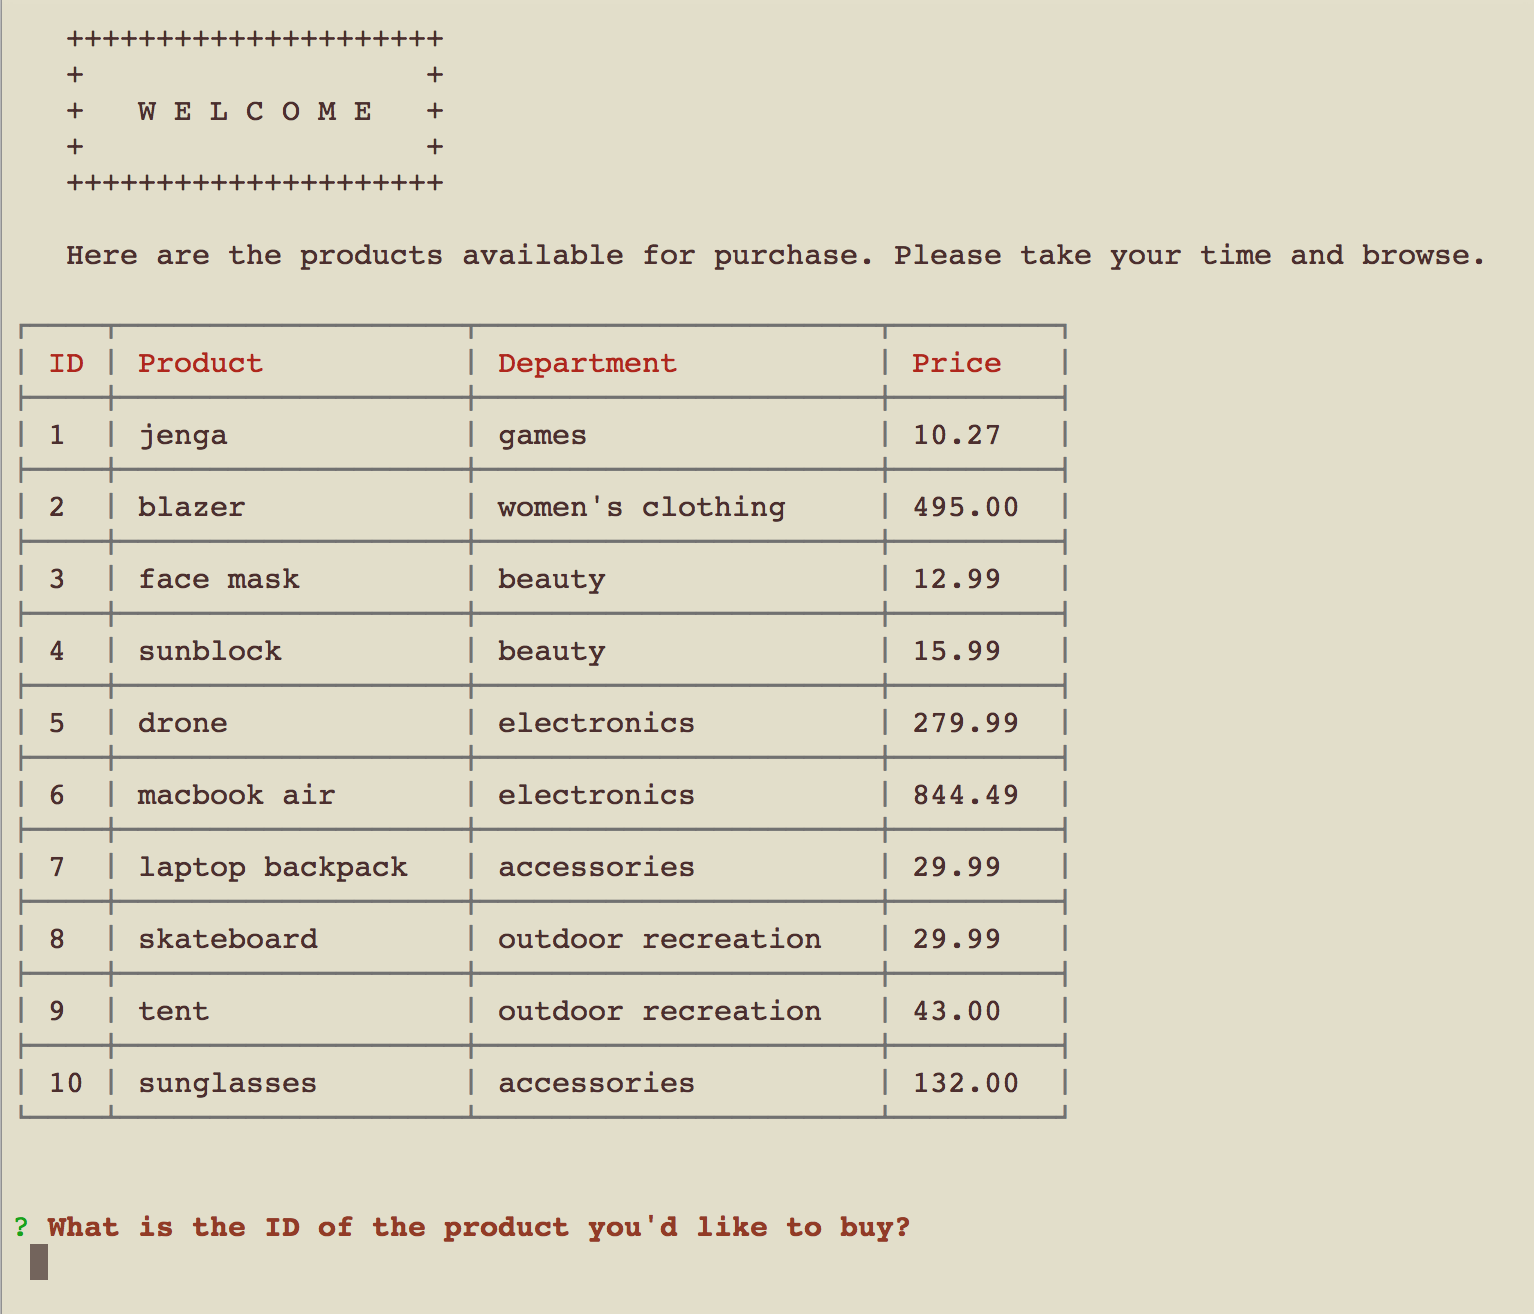 +++++++++++++++++++++
+                   +
+   W E L C O M E   +
+                   +
+++++++++++++++++++++
Here are the products available for purchase. Please take your time and browse.
ID Product Department Price
1 jenga games 10.27
2 blazer women's clothing 495.00
3 face mask beauty 12.99
4 sunblock beauty 15.99
5 drone electronics 279.99
6 macbook air electronics 844.49
7 laptop backpack accessories 29.99
8 skateboard outdoor recreation 29.99
9 tent outdoor recreation 43.00
10 sunglasses accessories 132.00
? What is the ID of the product you'd like to buy?